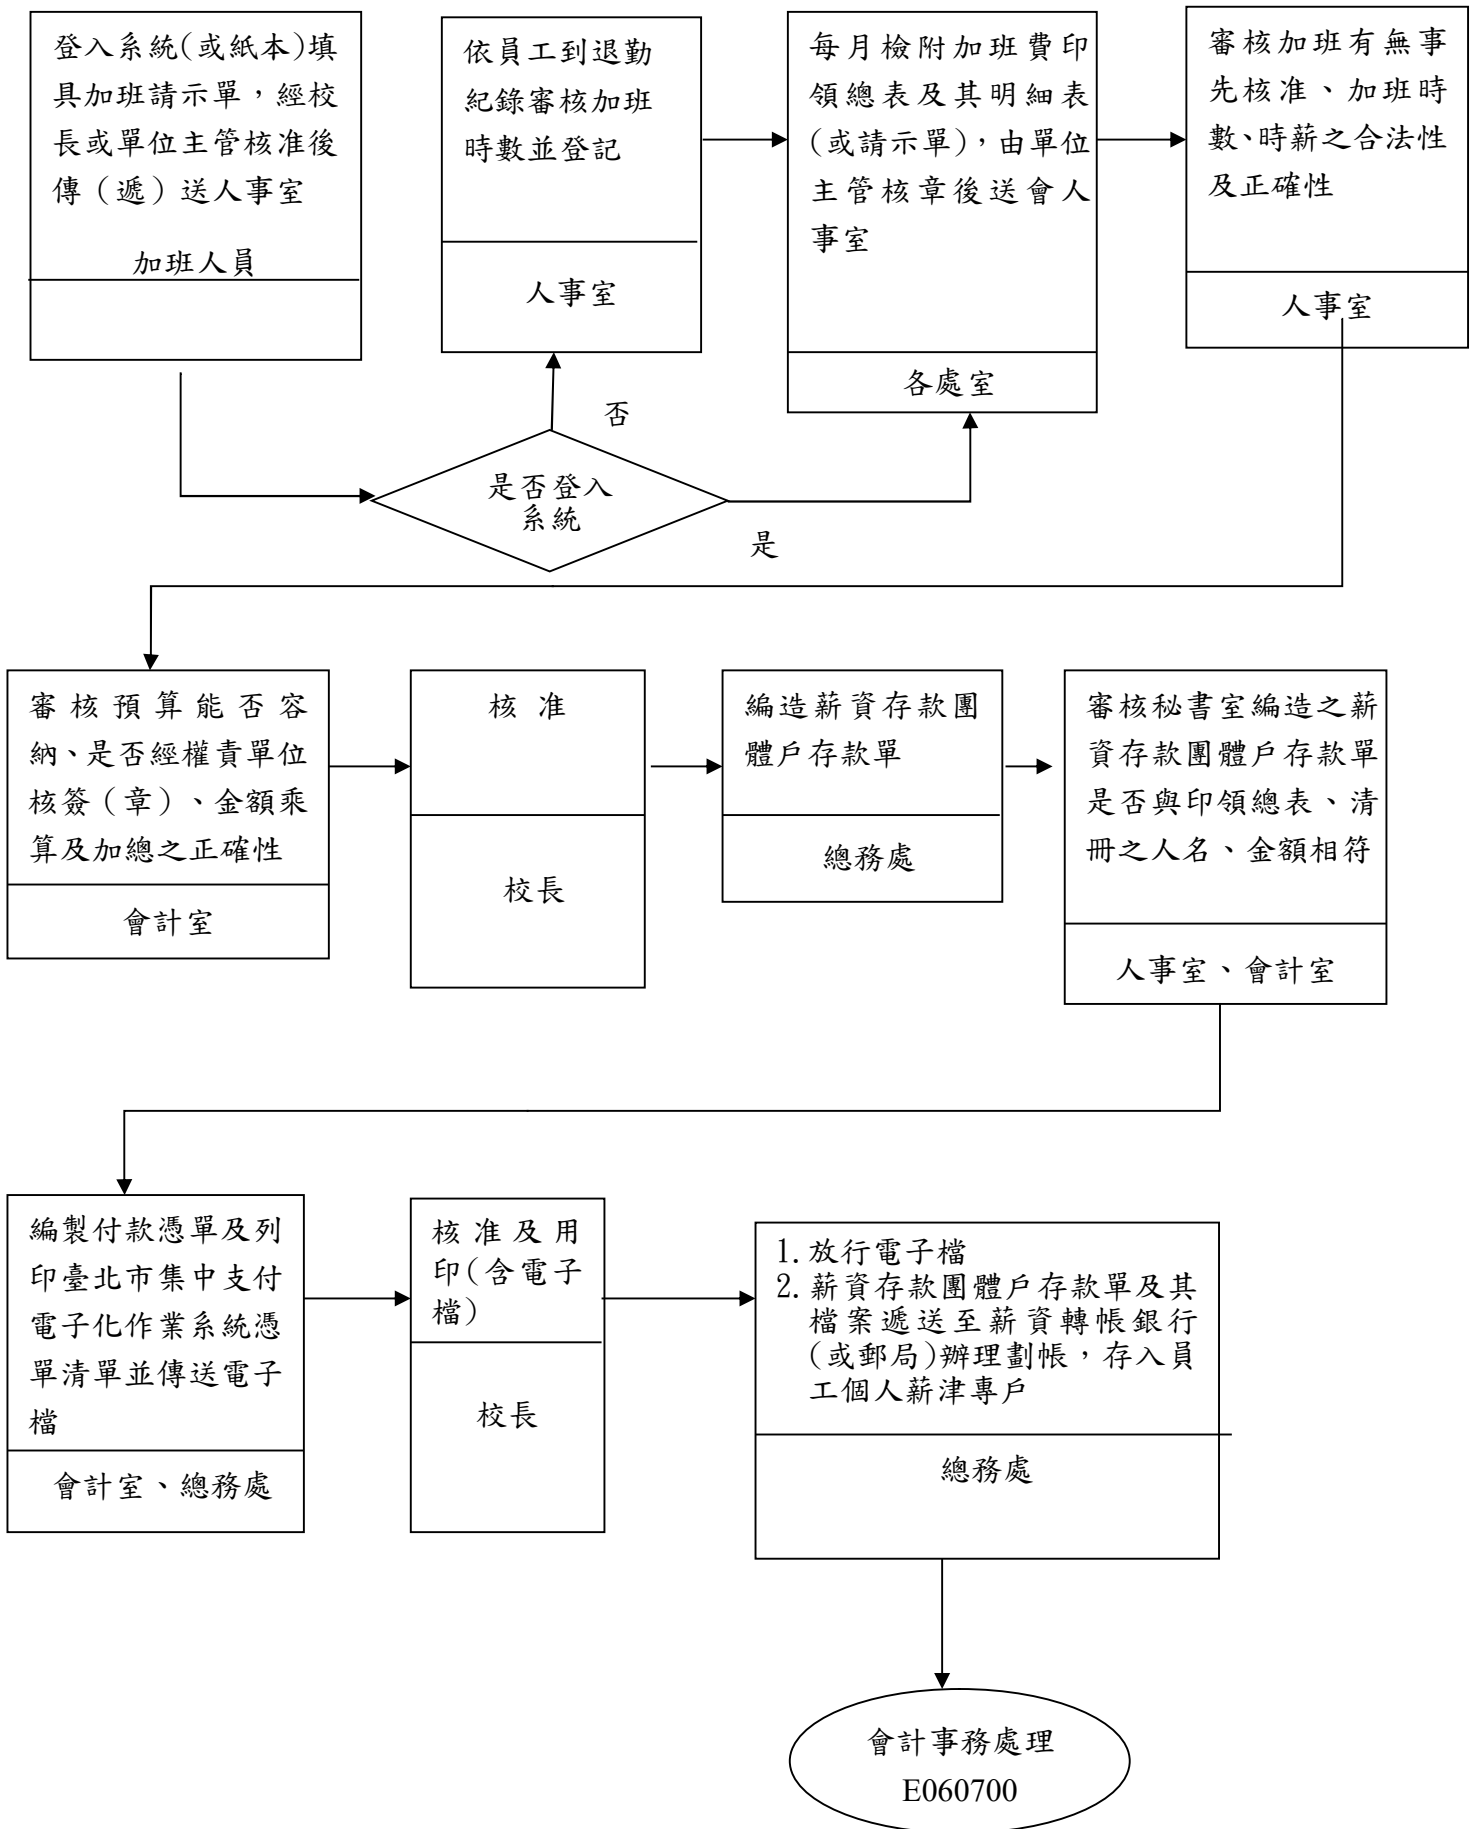 登入系統(或紙本)填
具加班請示單，經校
長或單位主管核准後
傳（遞）送人事室
加班人員
依員工到退勤
紀錄審核加班
時數並登記
人事室
每月檢附加班費印
領總表及其明細表
(或請示單)，由單位
主管核章後送會人
事室
各處室
審核加班有無事
先核准、加班時
數、時薪之合法性
及正確性
人事室
否
是否登入
系統
是
審核預算能否容
納、是否經權責單位
核簽（章）、金額乘
算及加總之正確性
會計室
核准
校長
編造薪資存款團
體戶存款單
總務處
審核秘書室編造之薪
資存款團體戶存款單
是否與印領總表、清
冊之人名、金額相符
人事室、會計室
編製付款憑單及列
印臺北市集中支付
電子化作業系統憑
單清單並傳送電子
檔
會計室、總務處
核准及用
印(含電子
檔)
校長
1.放行電子檔
2.薪資存款團體戶存款單及其
檔案遞送至薪資轉帳銀行
(或郵局)辦理劃帳，存入員
工個人薪津專戶
總務處
會計事務處理
E060700